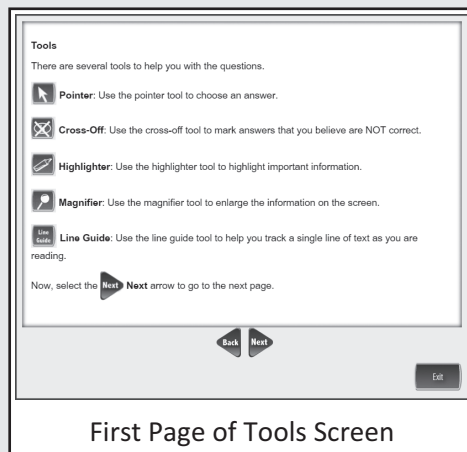 Tools
There are several tools to help you with the questions.
Pointer: Use the pointer tool to choose an answer.
Cross-Off: Use the cross-off tool to mark answers that you believe are NOT correct.
Highlighter: Use the highlighter tool to highlight important information.
Magnifier: Use the magnifier tool to enlarge the information on the screen.
Line Guide Line Guide: Use the line guide tool to help you track a single line of text as you are
reading.
Now, select the Next Next arrow to go to the next page.
Back Next
Exit
First Page of Tools Screen